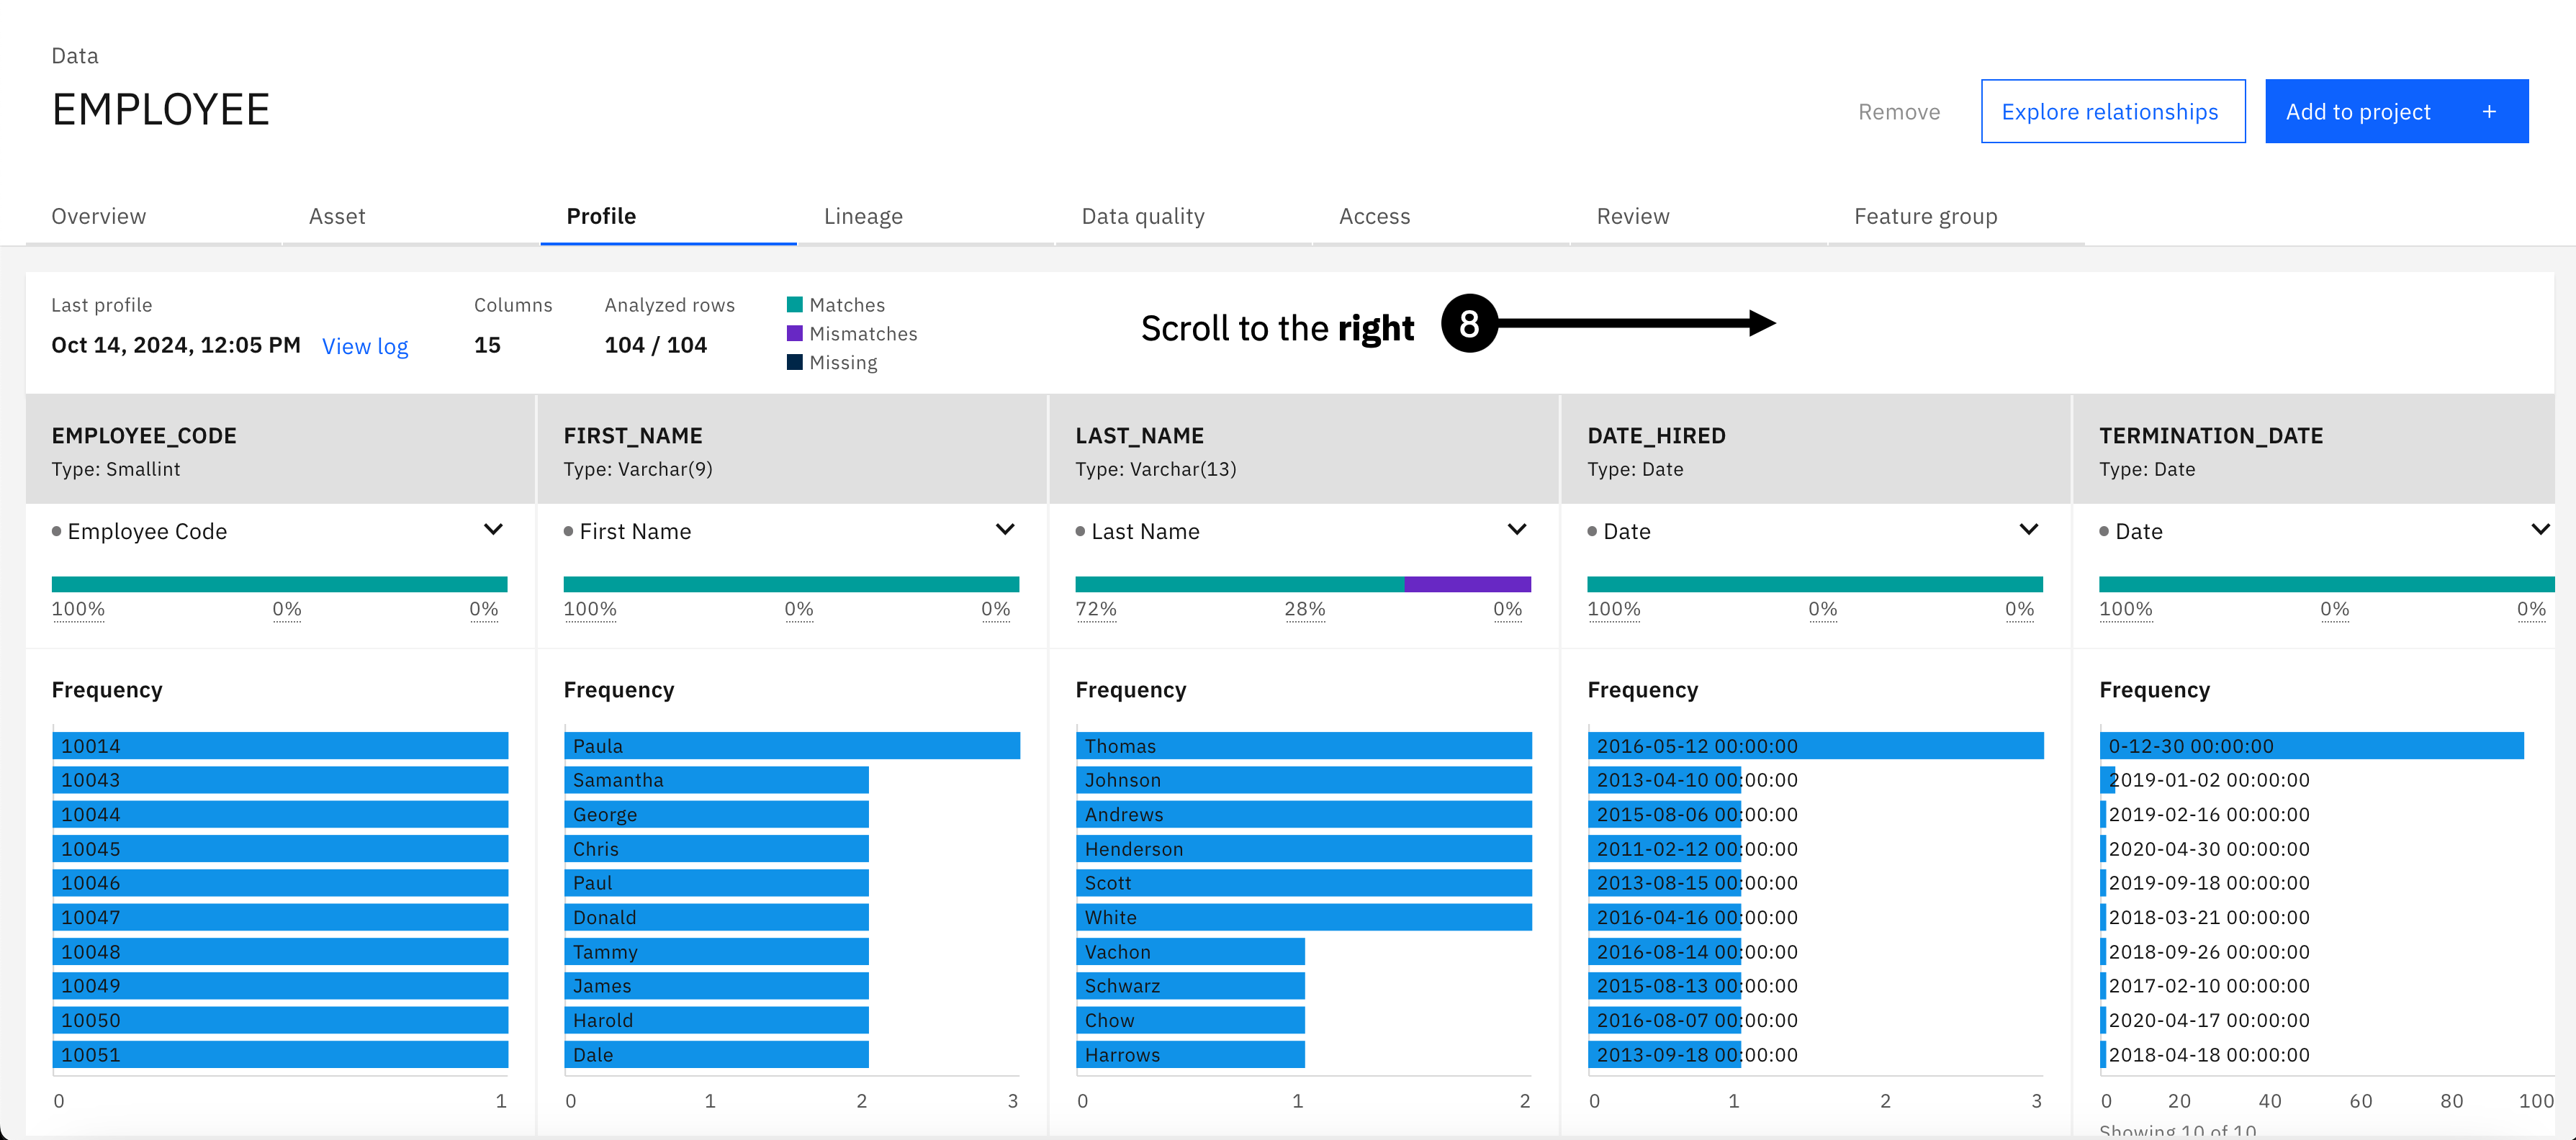 Data
EMPLOYEE
Remove
Explore relationships
Add to project +
Overview
Asset
Profile
Lineage
Data quality
Access
Review
Feature group
Last profile
Oct 14, 2024, 12:05 PM View log
Columns
15
Analyzed rows
104 / 104
Matches
Mismatches
Missing
Scroll to the right 8
EMPLOYEE_CODE
Type: Smallint
Employee Code
100% 0% 0%
Frequency
10014
10043
10044
10045
10046
10047
10048
10049
10050
10051
0 1
FIRST_NAME
Type: Varchar(9)
First Name
100% 0% 0%
Frequency
Paula
Samantha
George
Chris
Paul
Donald
Tammy
James
Harold
Dale
0 1 2 3
LAST_NAME
Type: Varchar(13)
Last Name
72% 28% 0%
Frequency
Thomas
Johnson
Andrews
Henderson
Scott
White
Vachon
Schwarz
Chow
Harrows
0 1 2
DATE_HIRED
Type: Date
Date
100% 0% 0%
Frequency
2016-05-12 00:00:00
2013-04-10 00:00:00
2015-08-06 00:00:00
2011-02-12 00:00:00
2013-08-15 00:00:00
2016-04-16 00:00:00
2016-08-14 00:00:00
2015-08-13 00:00:00
2016-08-07 00:00:00
2013-09-18 00:00:00
0 1 2 3
TERMINATION_DATE
Type: Date
Date
100% 0% 0%
Frequency
0-12-30 00:00:00
2019-01-02 00:00:00
2019-02-16 00:00:00
2020-04-30 00:00:00
2019-09-18 00:00:00
2018-03-21 00:00:00
2018-09-26 00:00:00
2017-02-10 00:00:00
2020-04-17 00:00:00
2018-04-18 00:00:00
0 20 40 60 80 100
Showing 10 of 10